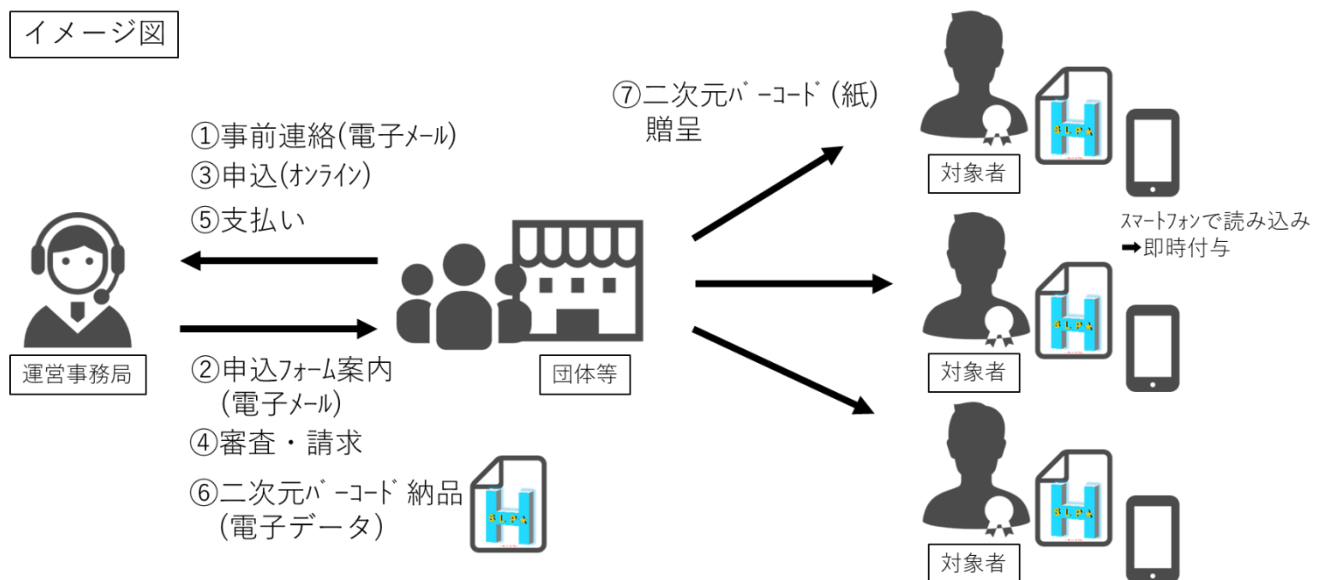 イメージ図
①事前連絡(電子メール)
③申込(オンライン)
⑤支払い
運営事務局
②申込フォーム案内
(電子メール)
④審査・請求
⑥二次元バーコード納品
(電子データ)
団体等
⑦二次元バーコード(紙)
贈呈
対象者
スマートフォンで読み込み
➡即時付与
対象者
対象者